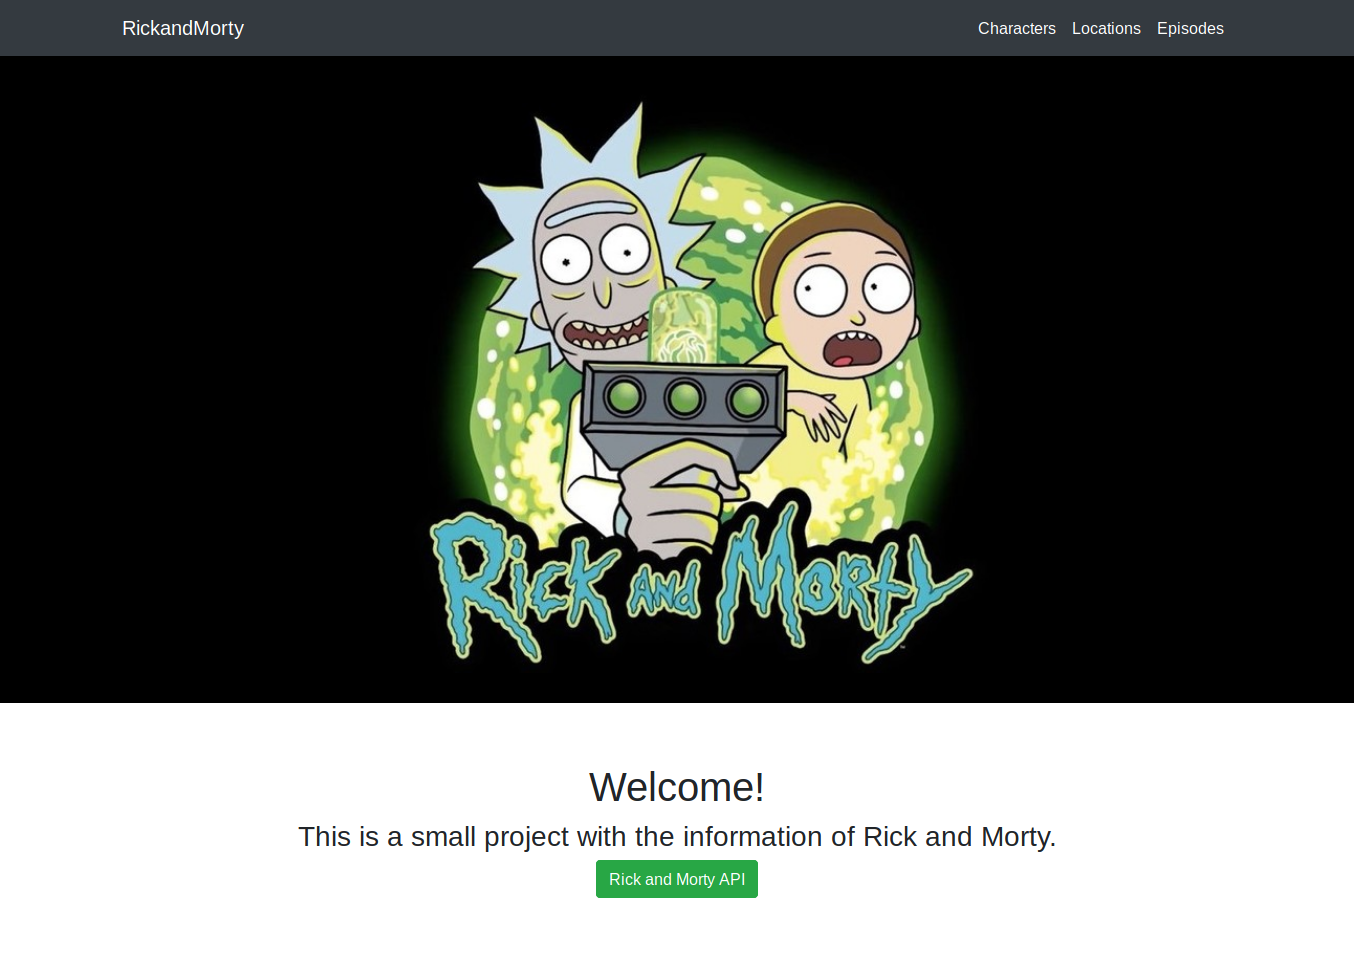 RickandMorty
Characters Locations Episodes
Rick and Morty
Welcome!
This is a small project with the information of Rick and Morty.
Rick and Morty API